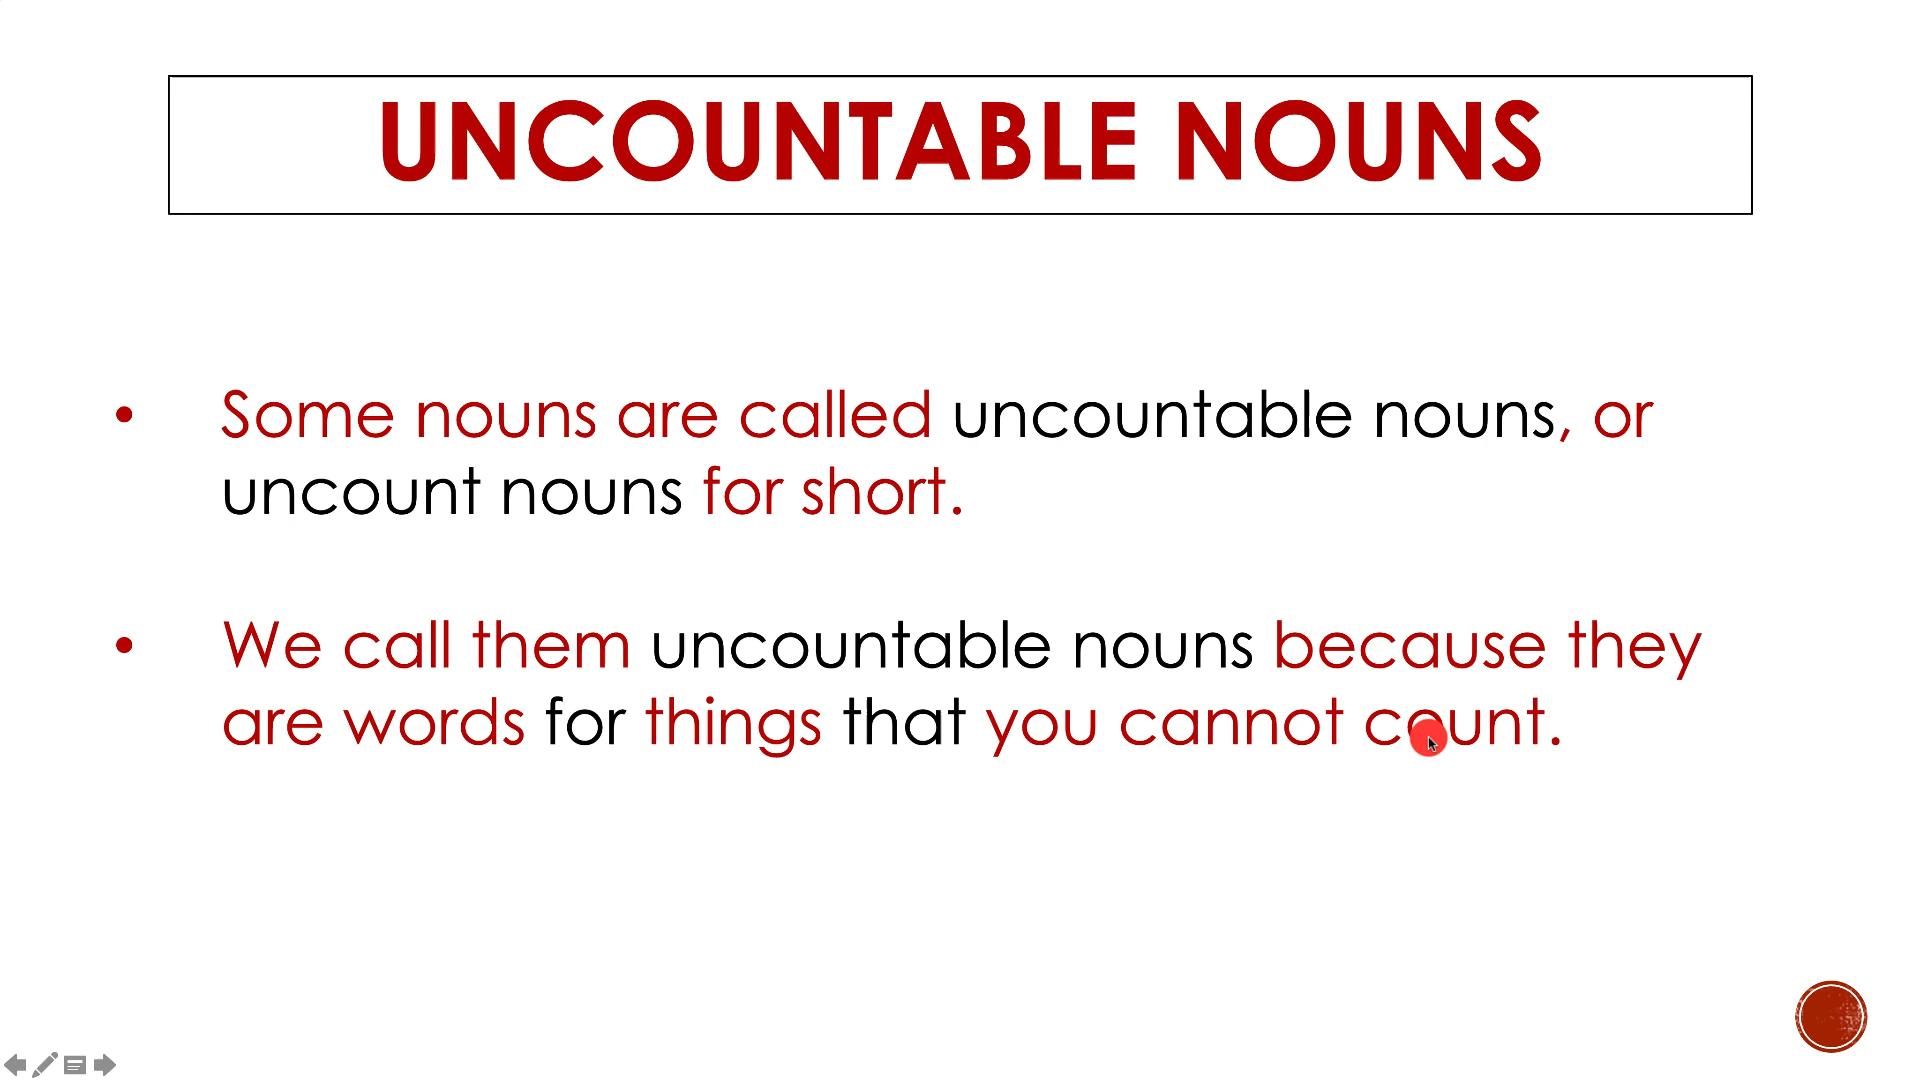 UNCOUNTABLE NOUNS
• Some nouns are called uncountable nouns, or
uncount nouns for short.
• We call them uncountable nouns because they
are words for things that you cannot count.